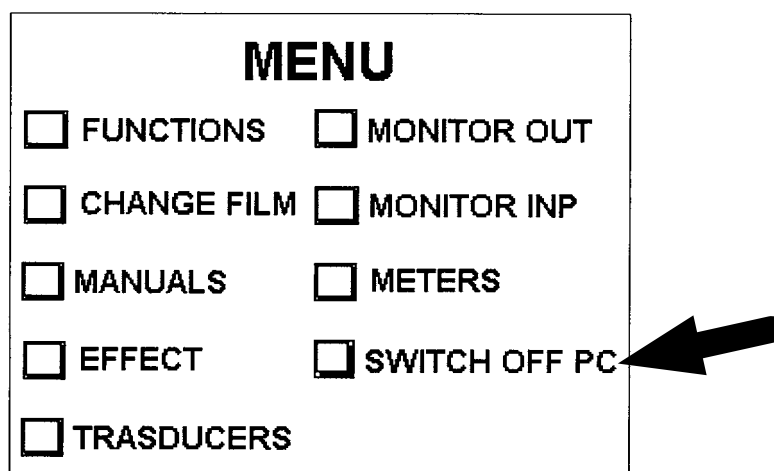 MENU
FUNCTIONS
MONITOR OUT
CHANGE FILM
MONITOR INP
MANUALS
METERS
EFFECT
SWITCH OFF PC
TRASDUCERS